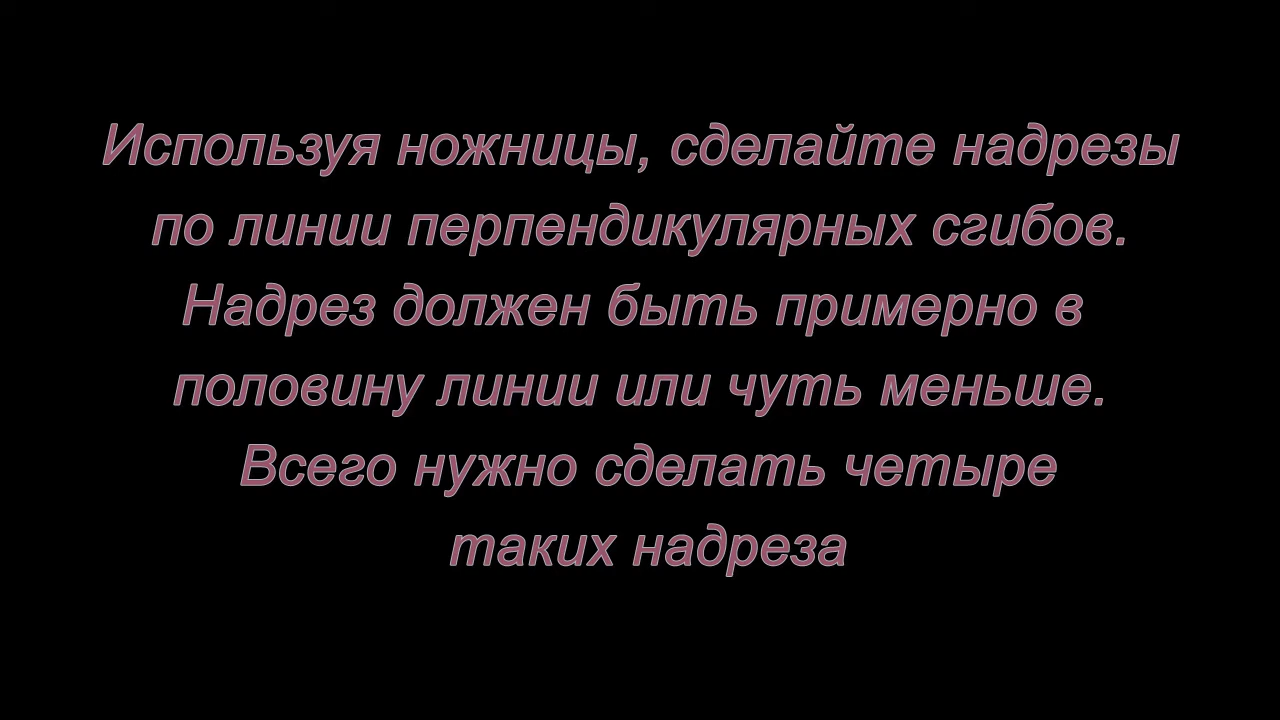 Используя ножницы, сделайте надрезы
по линии перпендикулярных сгибов.
Надрез должен быть примерно в
половину линии или чуть меньше.
Всего нужно сделать четыре
таких надреза